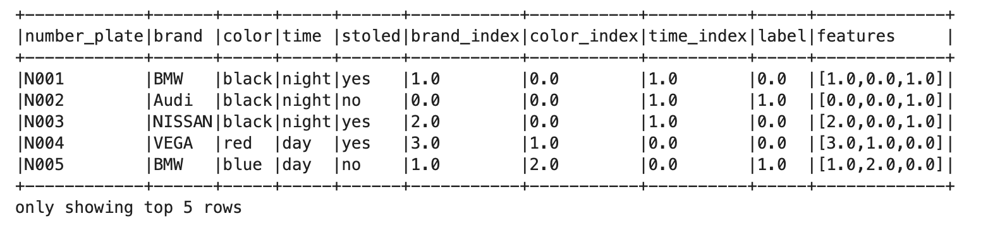 +------------+------+-----+-----+------+-----------+-----------+----------+-----+-------------+
|number_plate|brand |color|time |stoled|brand_index|color_index|time_index|label|features     |
+------------+------+-----+-----+------+-----------+-----------+----------+-----+-------------+
|N001        |BMW   |black|night|yes   |1.0        |0.0        |1.0       |0.0  |[1.0,0.0,1.0]|
|N002        |Audi  |black|night|no    |0.0        |0.0        |1.0       |1.0  |[0.0,0.0,1.0]|
|N003        |NISSAN|black|night|yes   |2.0        |0.0        |1.0       |0.0  |[2.0,0.0,1.0]|
|N004        |VEGA  |red  |day  |yes   |3.0        |1.0        |0.0       |0.0  |[3.0,1.0,0.0]|
|N005        |BMW   |blue |day  |no    |1.0        |2.0        |0.0       |1.0  |[1.0,2.0,0.0]|
+------------+------+-----+-----+------+-----------+-----------+----------+-----+-------------+
only showing top 5 rows